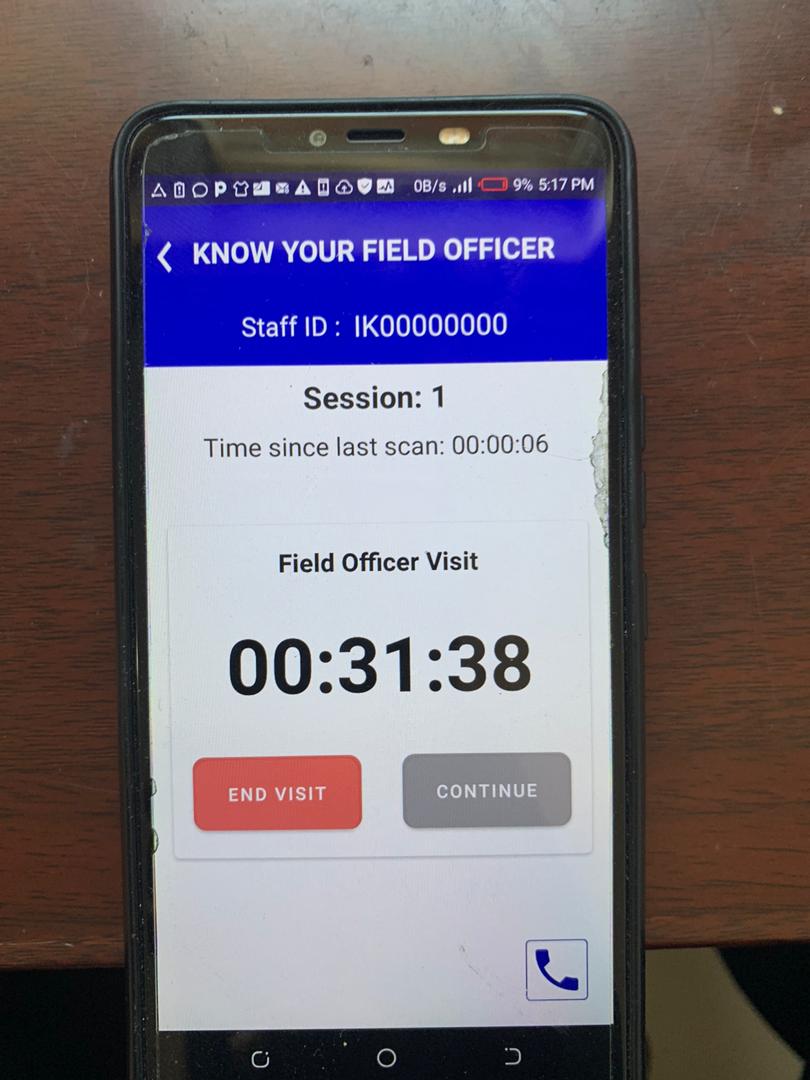 0B/s 9% 5:17 PM
KNOW YOUR FIELD OFFICER
Staff ID : IK00000000
Session: 1
Time since last scan: 00:00:06
Field Officer Visit
00:31:38
END VISIT
CONTINUE